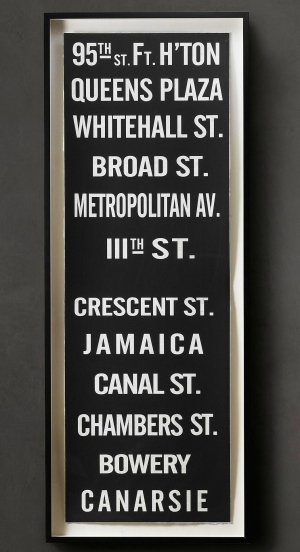 95TH ST. FT. H'TON
QUEENS PLAZA
WHITEHALL ST.
BROAD ST.
METROPOLITAN AV.
111TH ST.
CRESCENT ST.
JAMAICA
CANAL ST.
CHAMBERS ST.
BOWERY
CANARSIE